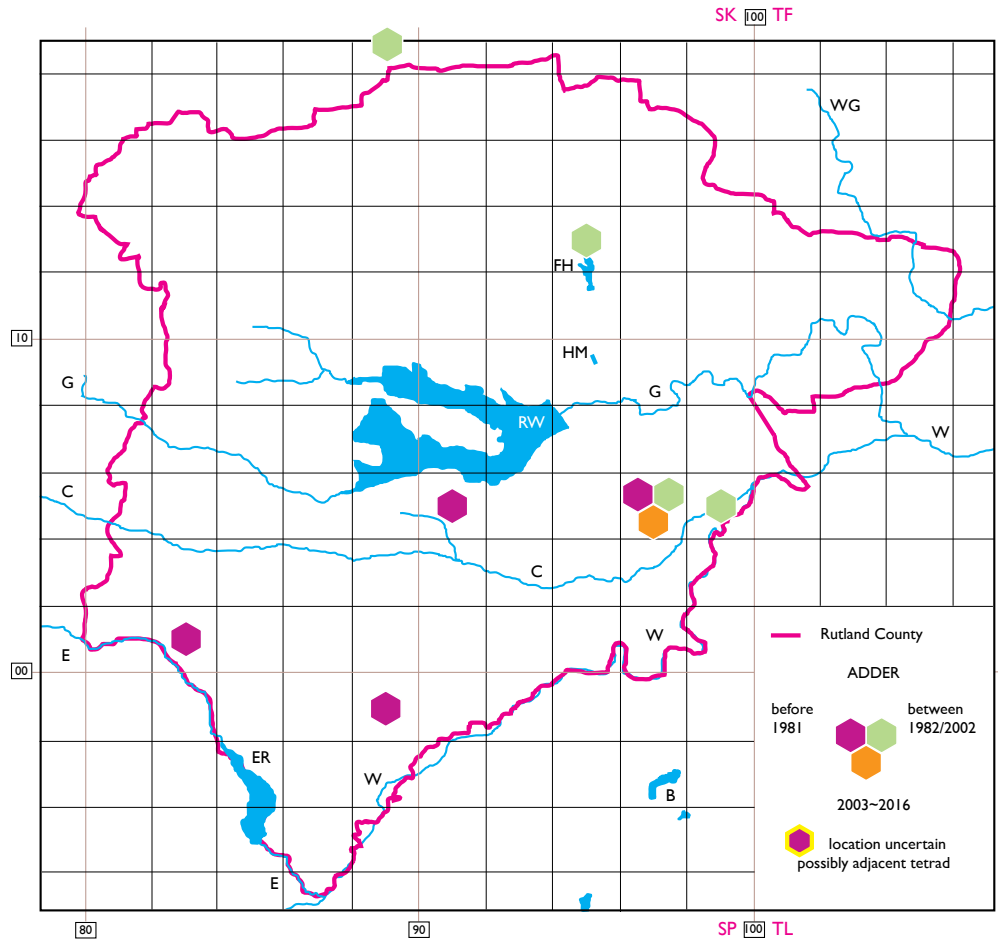 SK 100 TF
WG
FH
10
HM
G
G
RW
W
C
C
W
E
00
Rutland County
ADDER
before
1981
between
1982/2002
ER
W
B
2003~2016
location uncertain
possibly adjacent tetrad
E
80
90
SP 100 TL